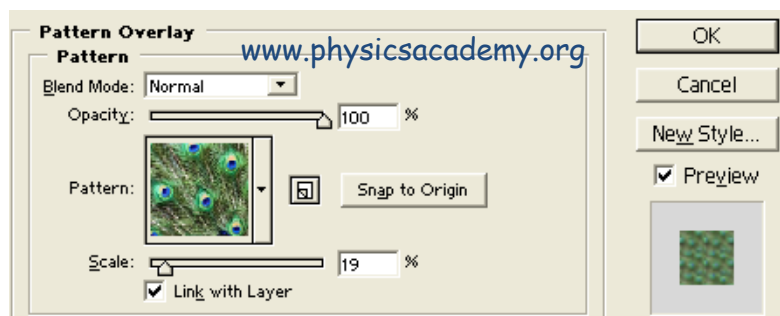 Pattern Overlay
Pattern
www.physicsacademy.org
Blend Mode: Normal
Opacity: 100 %
Pattern: Snap to Origin
Scale: 19 %
Link with Layer
OK
Cancel
New Style...
Preview